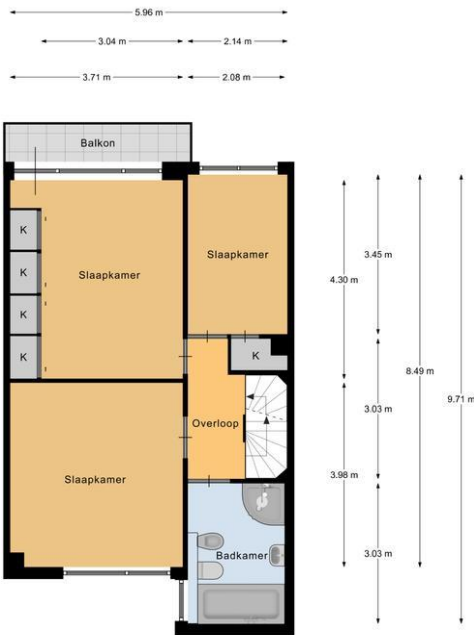 5.96 m
3.04 m
2.14 m
3.71 m
2.08 m
Balkon
K
K
K
K
Slaapkamer
Slaapkamer
K
Overloop
Slaapkamer
Badkamer
4.30 m
3.45 m
8.49 m
9.71 m
3.03 m
3.98 m
3.03 m